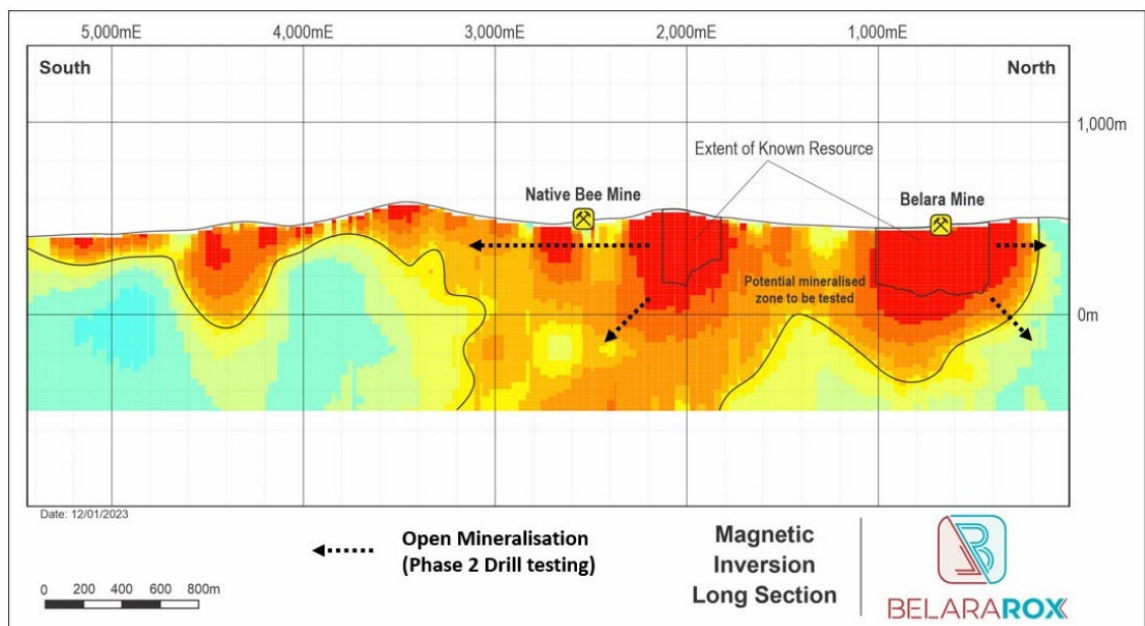 5,000mE 4,000mE 3,000mE 2,000mE 1,000mE
South North
1,000m
Extent of Known Resource
Native Bee Mine Belara Mine
Potential mineralised
zone to be tested
0m
Date: 12/01/2023
Open Mineralisation
(Phase 2 Drill testing)
0 200 400 600 800m
Magnetic
Inversion
Long Section
BELARAROX